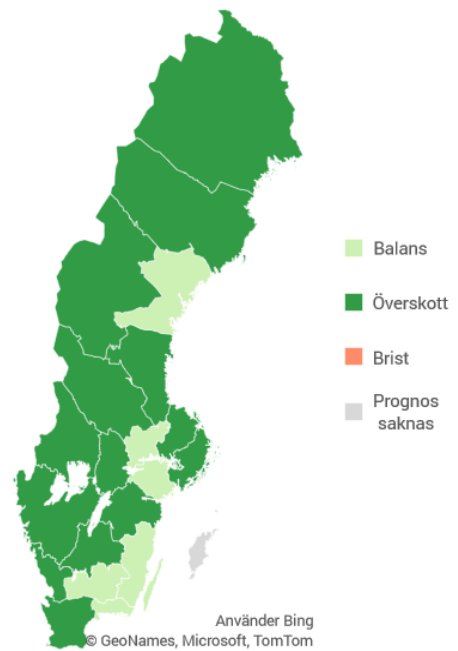 Balans
Överskott
Brist
Prognos
saknas
Använder Bing
© GeoNames, Microsoft, TomTom